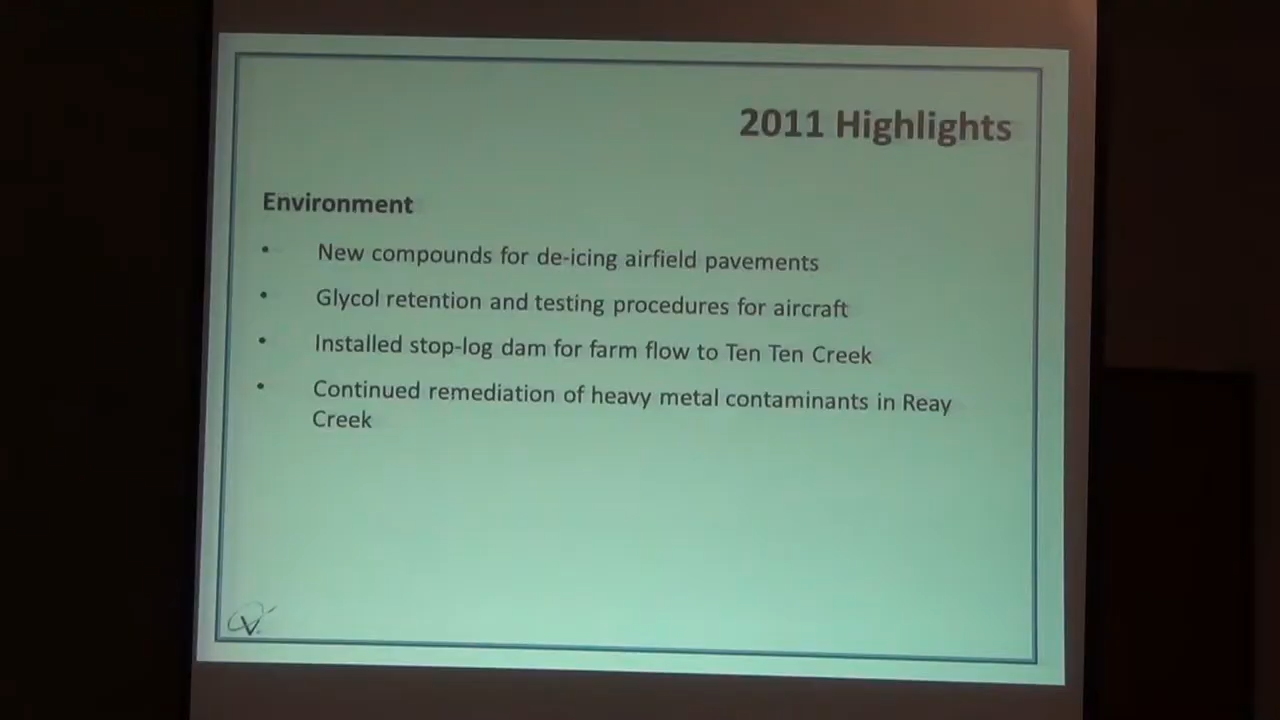 2011 Highlights
Environment
• New compounds for de-icing airfield pavements
• Glycol retention and testing procedures for aircraft
• Installed stop-log dam for farm flow to Ten Ten Creek
• Continued remediation of heavy metal contaminants in Reay
Creek